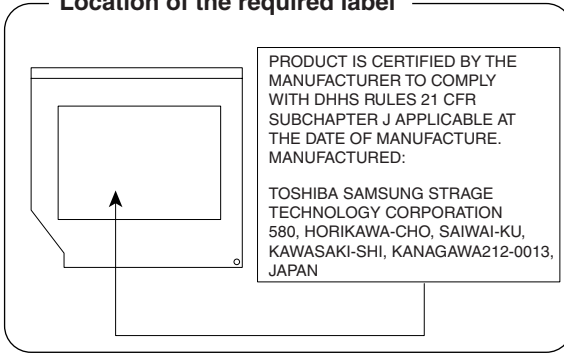 Location of the required label
PRODUCT IS CERTIFIED BY THE
MANUFACTURER TO COMPLY
WITH DHHS RULES 21 CFR
SUBCHAPTER J APPLICABLE AT
THE DATE OF MANUFACTURE.
MANUFACTURED:
TOSHIBA SAMSUNG STRAGE
TECHNOLOGY CORPORATION
580, HORIKAWA-CHO, SAIWAI-KU,
KAWASAKI-SHI, KANAGAWA212-0013,
JAPAN